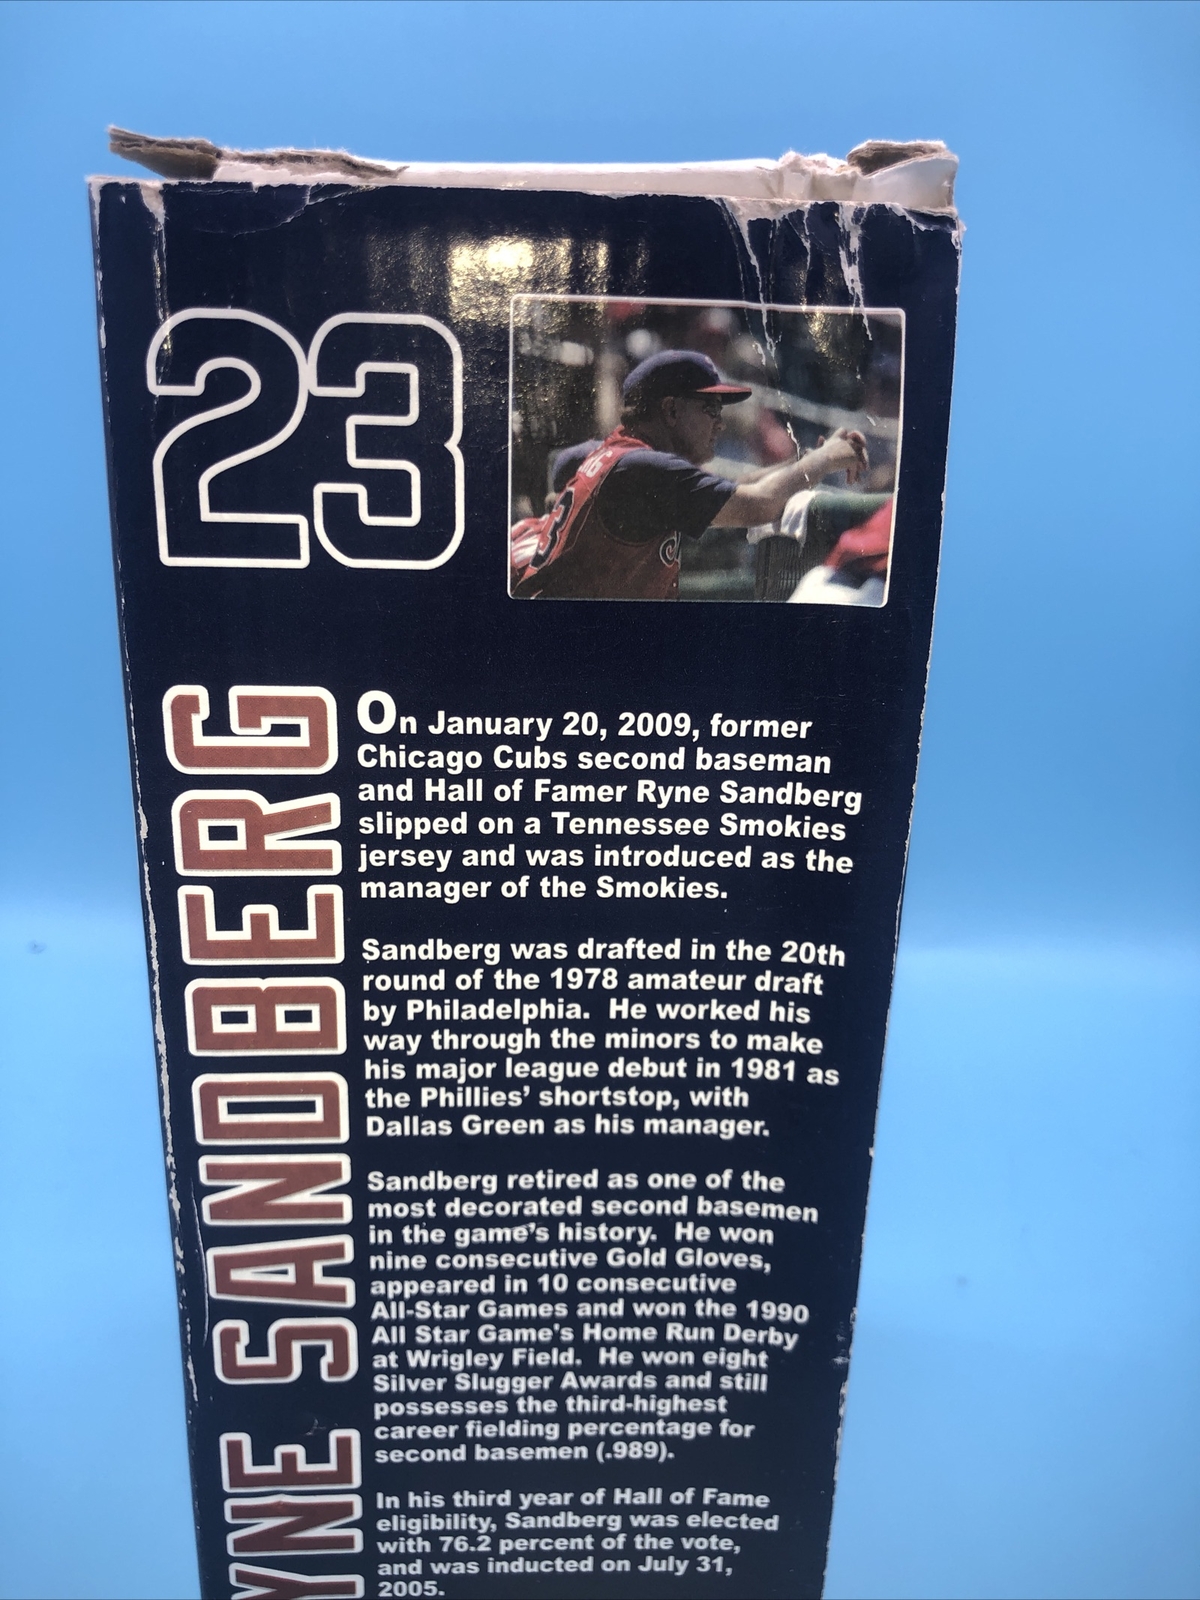 23
On January 20, 2009, former
Chicago Cubs second baseman
and Hall of Famer Ryne Sandberg
slipped on a Tennessee Smokies
jersey and was introduced as the
manager of the Smokies.
Sandberg was drafted in the 20th
round of the 1978 amateur draft
by Philadelphia. He worked his
way through the minors to make
his major league debut in 1981 as
the Phillies' shortstop, with
Dallas Green as his manager.
Sandberg retired as one of the
most decorated second basemen
in the game's history. He won
nine consecutive Gold Gloves,
appeared in 10 consecutive
All-Star Games and won the 1990
All Star Game's Home Run Derby
at Wrigley Field. He won eight
Silver Slugger Awards and still
possesses the third-highest
career fielding percentage for
second basemen (.989).
In his third year of Hall of Fame
eligibility, Sandberg was elected
with 76.2 percent of the vote,
and was inducted on July 31,
2005.
YNE SANDBERG